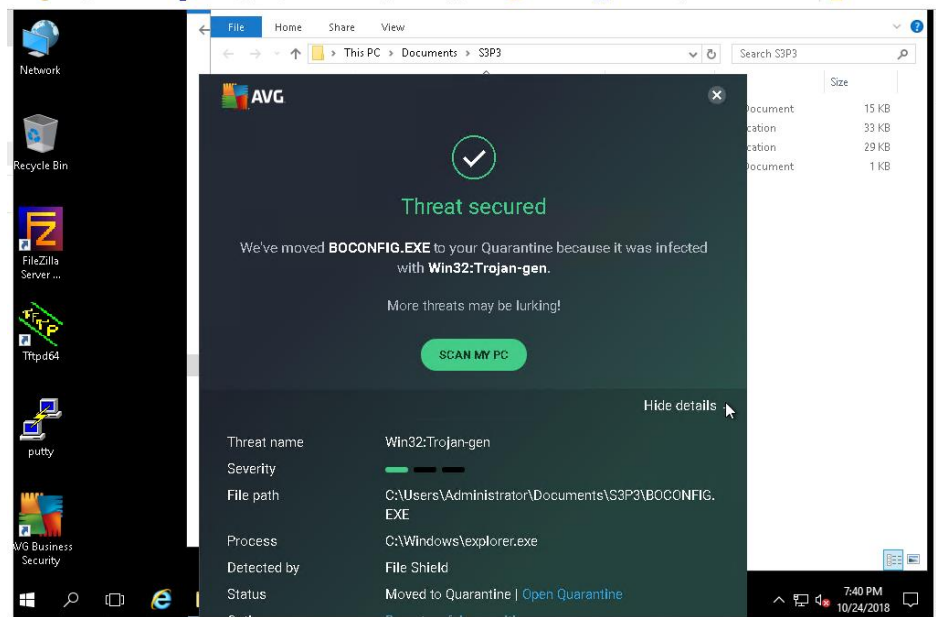 File Home Share View
This PC > Documents > S3P3
Search S3P3
Size
Document 15 KB
cation 33 KB
cation 29 KB
Document 1 KB
Network
Recycle Bin
FileZilla
Server ...
Tftpd64
putty
AVG Business
Security
AVG
Threat secured
We've moved BOCONFIG.EXE to your Quarantine because it was infected
with Win32:Trojan-gen.
More threats may be lurking!
SCAN MY PC
Hide details
Threat name Win32:Trojan-gen
Severity
File path C:\Users\Administrator\Documents\S3P3\BOCONFIG.
EXE
Process C:\Windows\explorer.exe
Detected by File Shield
Status Moved to Quarantine | Open Quarantine
7:40 PM
10/24/2018